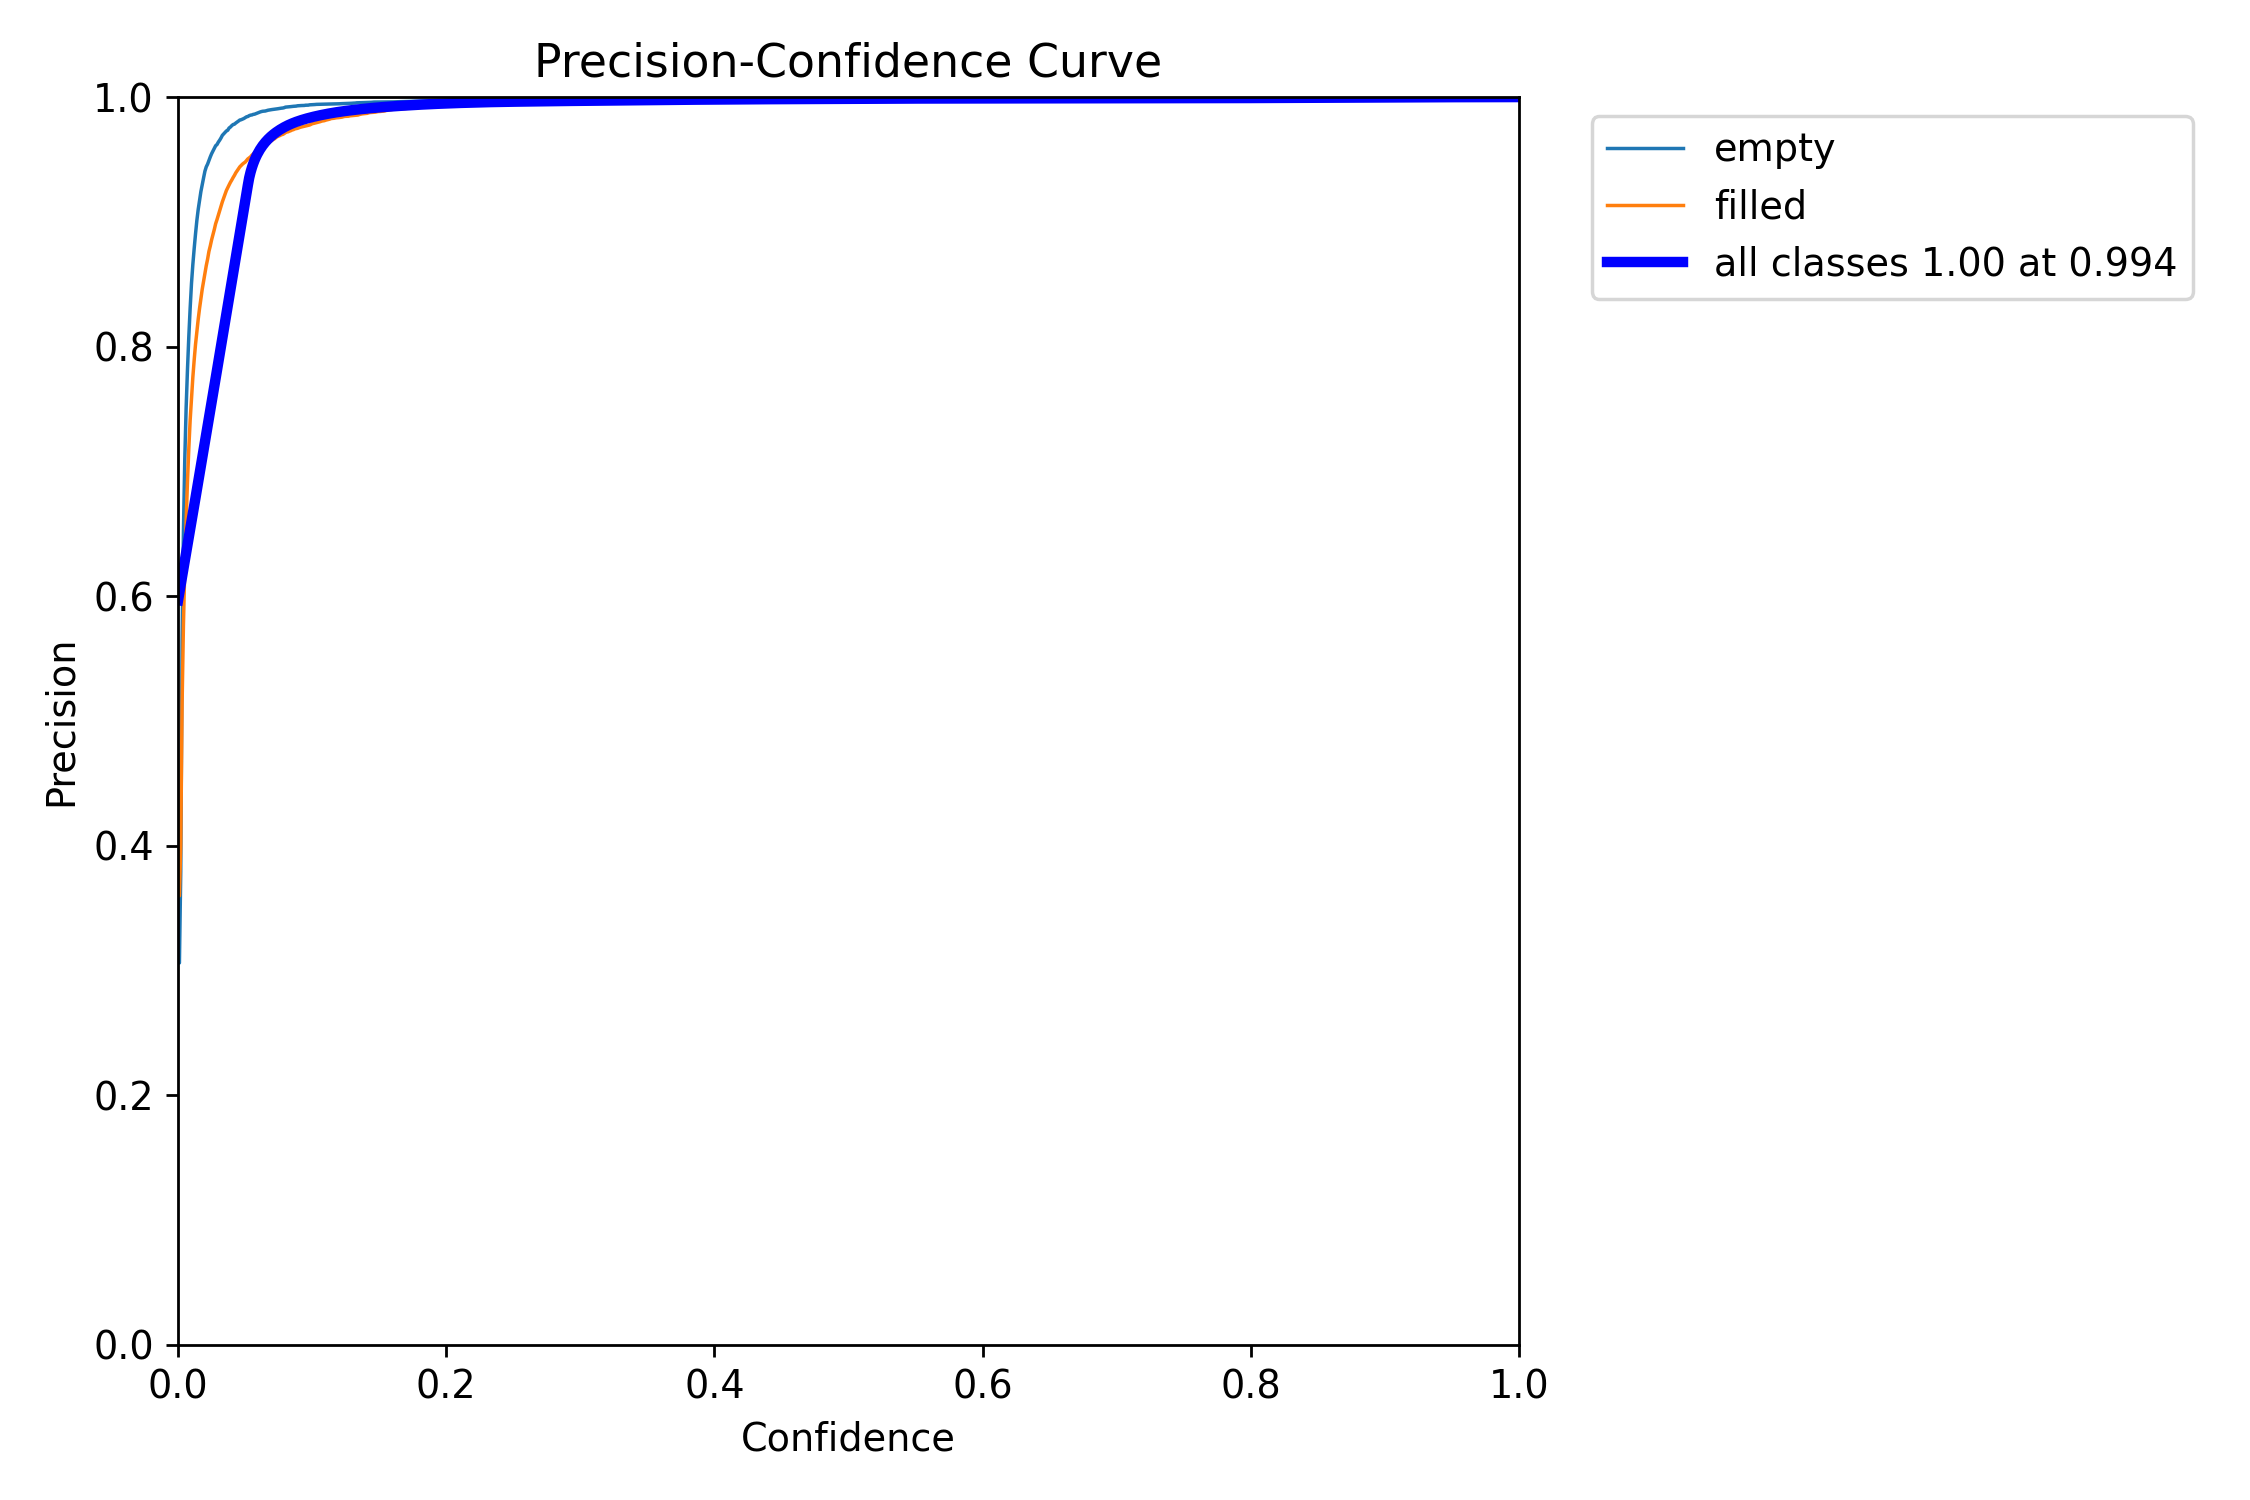 Precision-Confidence Curve
1.0
0.8
0.6
0.4
0.2
0.0
Precision
0.0 0.2 0.4 0.6 0.8 1.0
Confidence
empty
filled
all classes 1.00 at 0.994